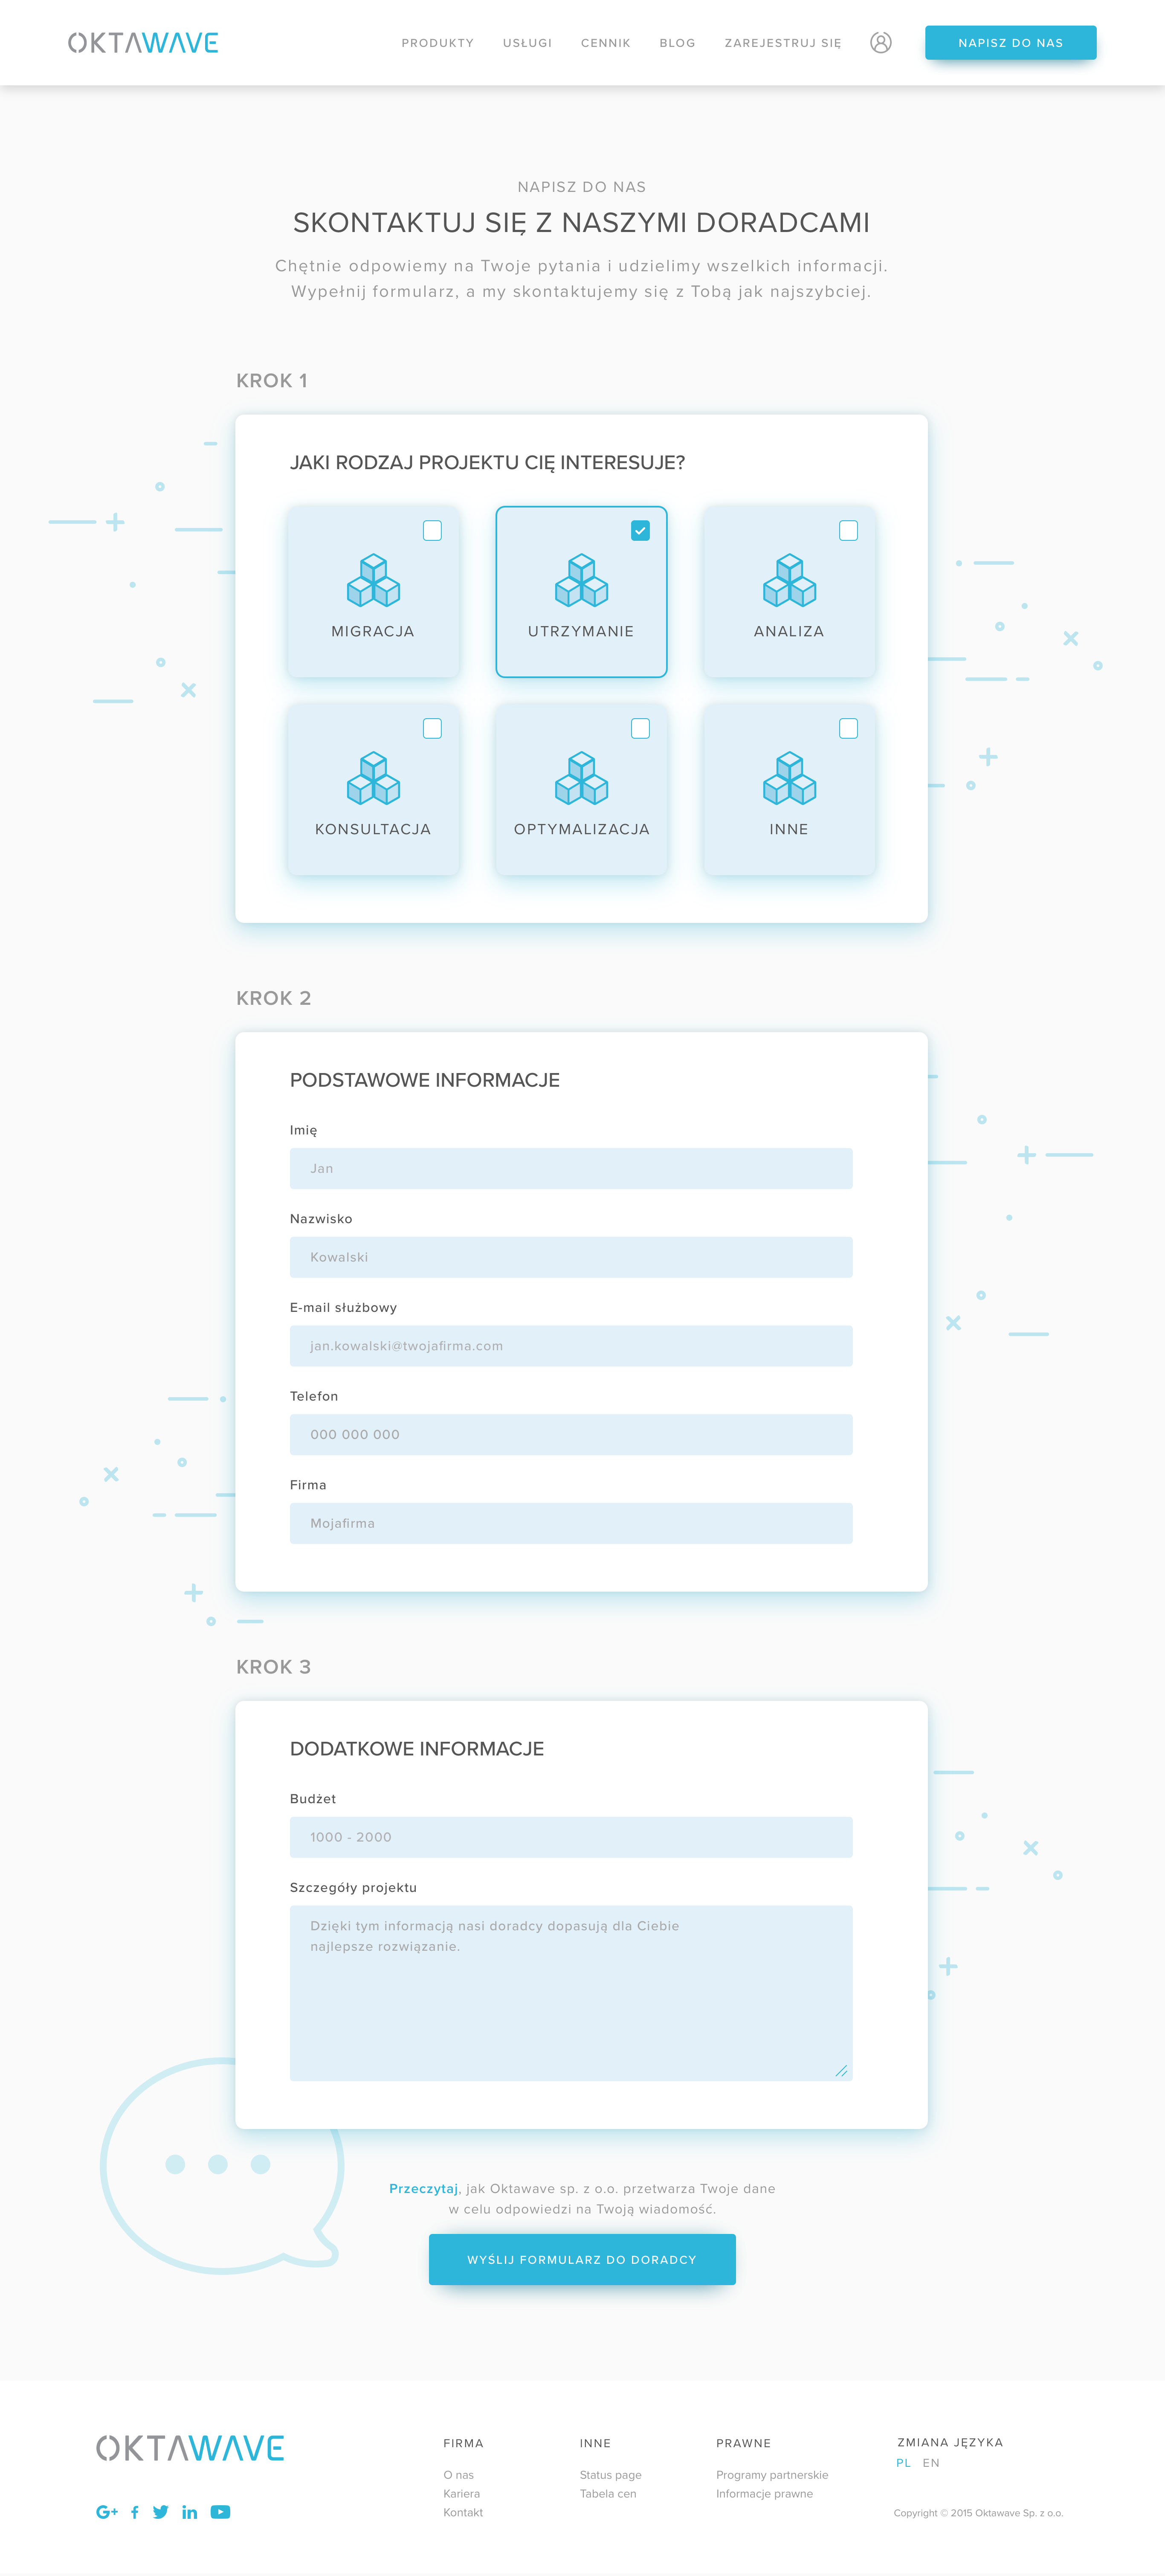 OKTAWAVE
PRODUKTY
USŁUGI
CENNIK
BLOG
ZAREJESTRUJ SIĘ
NAPISZ DO NAS
NAPISZ DO NAS
SKONTAKTUJ SIĘ Z NASZYMI DORADCAMI
Chętnie odpowiemy na Twoje pytania i udzielimy wszelkich informacji.
Wypełnij formularz, a my skontaktujemy się z Tobą jak najszybciej.
KROK 1
JAKI RODZAJ PROJEKTU CIĘ INTERESUJE?
MIGRACJA
UTRZYMANIE
ANALIZA
KONSULTACJA
OPTYMALIZACJA
INNE
KROK 2
PODSTAWOWE INFORMACJE
Imię
Jan
Nazwisko
Kowalski
E-mail służbowy
jan.kowalski@twojafirma.com
Telefon
000 000 000
Firma
Mojafirma
KROK 3
DODATKOWE INFORMACJE
Budżet
1000 - 2000
Szczegóły projektu
Dzięki tym informacją nasi doradcy dopasują dla Ciebie
najlepsze rozwiązanie.
Przeczytaj, jak Oktawave sp. z o.o. przetwarza Twoje dane
w celu odpowiedzi na Twoją wiadomość.
WYŚLIJ FORMULARZ DO DORADCY
OKTAWAVE
FIRMA
O nas
Kariera
Kontakt
INNE
Status page
Tabela cen
PRAWNE
Programy partnerskie
Informacje prawne
ZMIANA JĘZYKA
PL EN
Copyright © 2015 Oktawave Sp. z o.o.